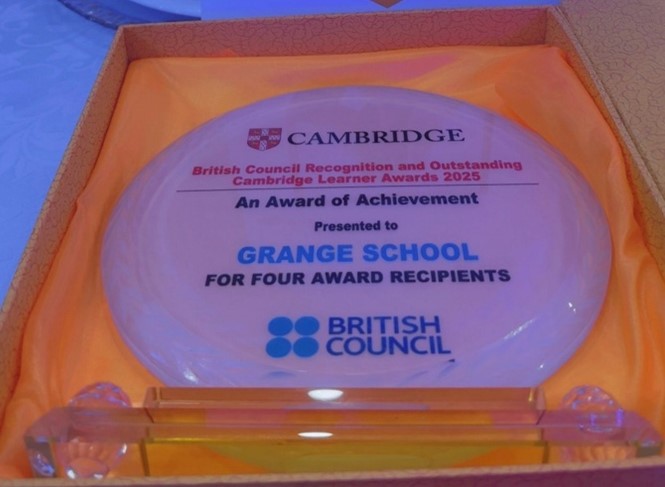 CAMBRIDGE
British Council Recognition and Outstanding
Cambridge Learner Awards 2025
An Award of Achievement
Presented to
GRANGE SCHOOL
FOR FOUR AWARD RECIPIENTS
BRITISH
COUNCIL